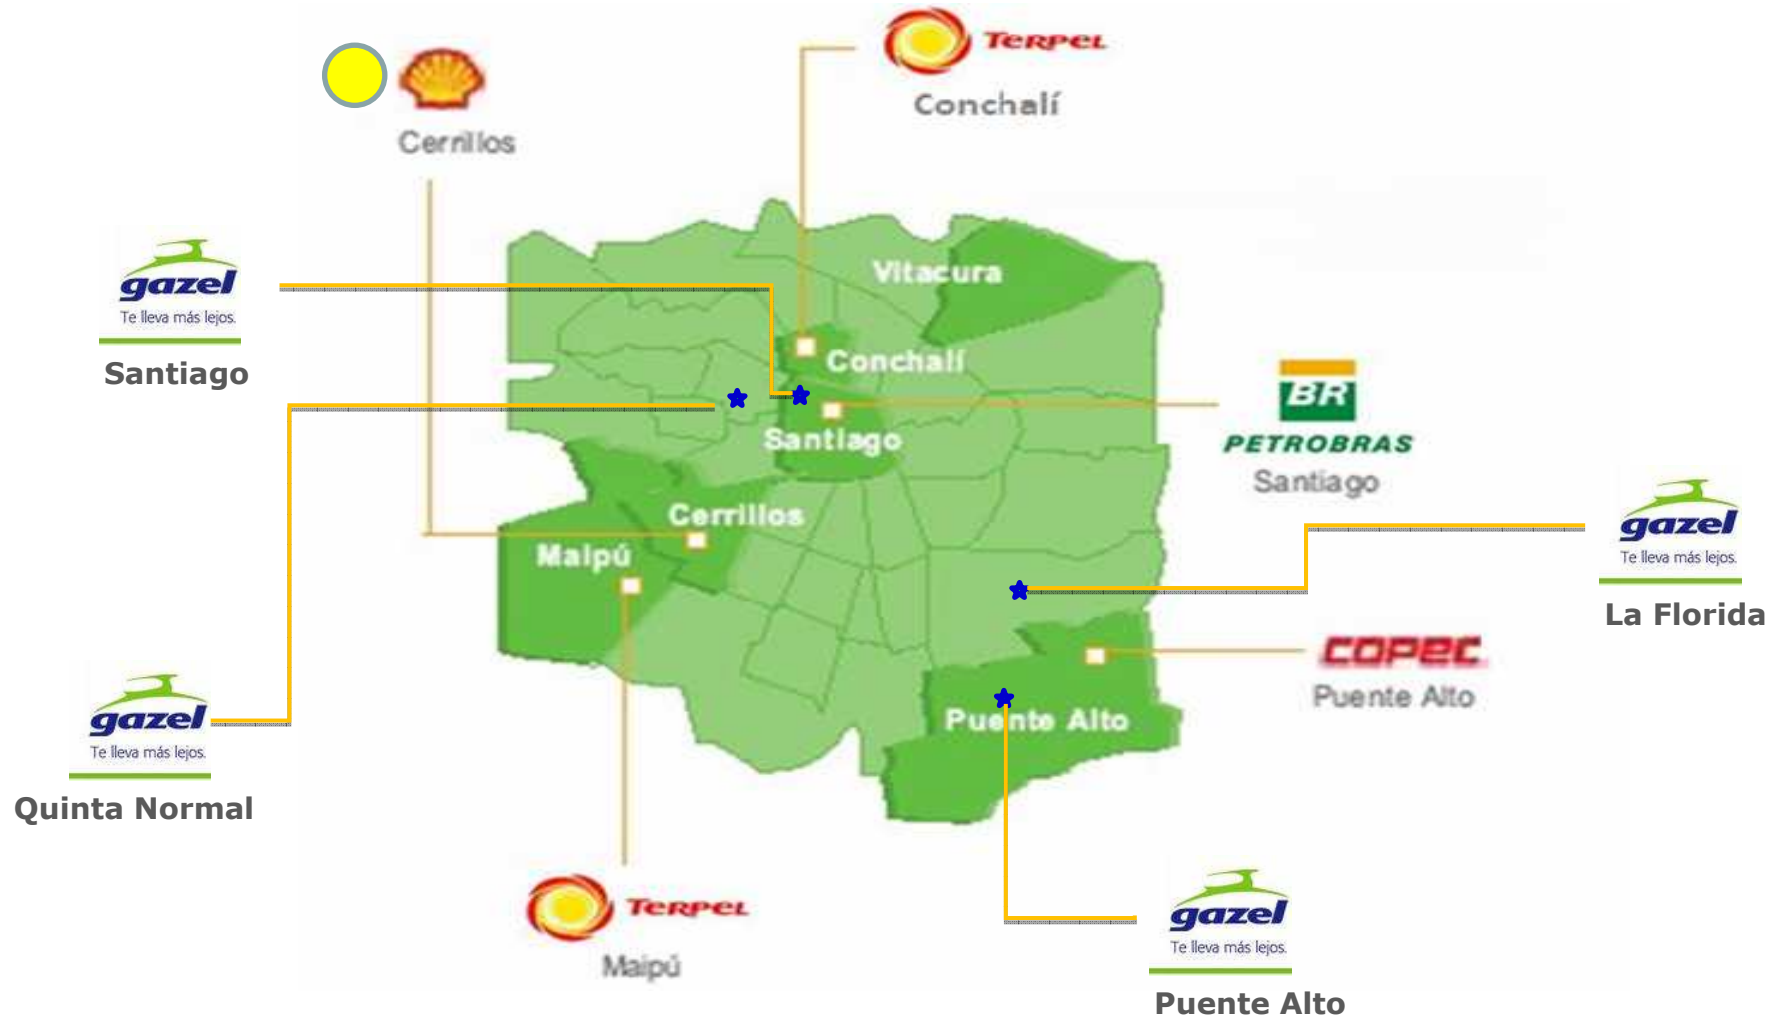 TERPEL
Conchalí
Cerrillos
gazel
Te lleva más lejos.
Santiago
Vitacura
Conchalí
Santiago
BR
PETROBRAS
Santiago
Cerrillos
Maipú
gazel
Te lleva más lejos.
La Florida
COPEC
Puente Alto
Puente Alto
gazel
Te lleva más lejos.
Quinta Normal
TERPEL
Maipú
gazel
Te lleva más lejos.
Puente Alto